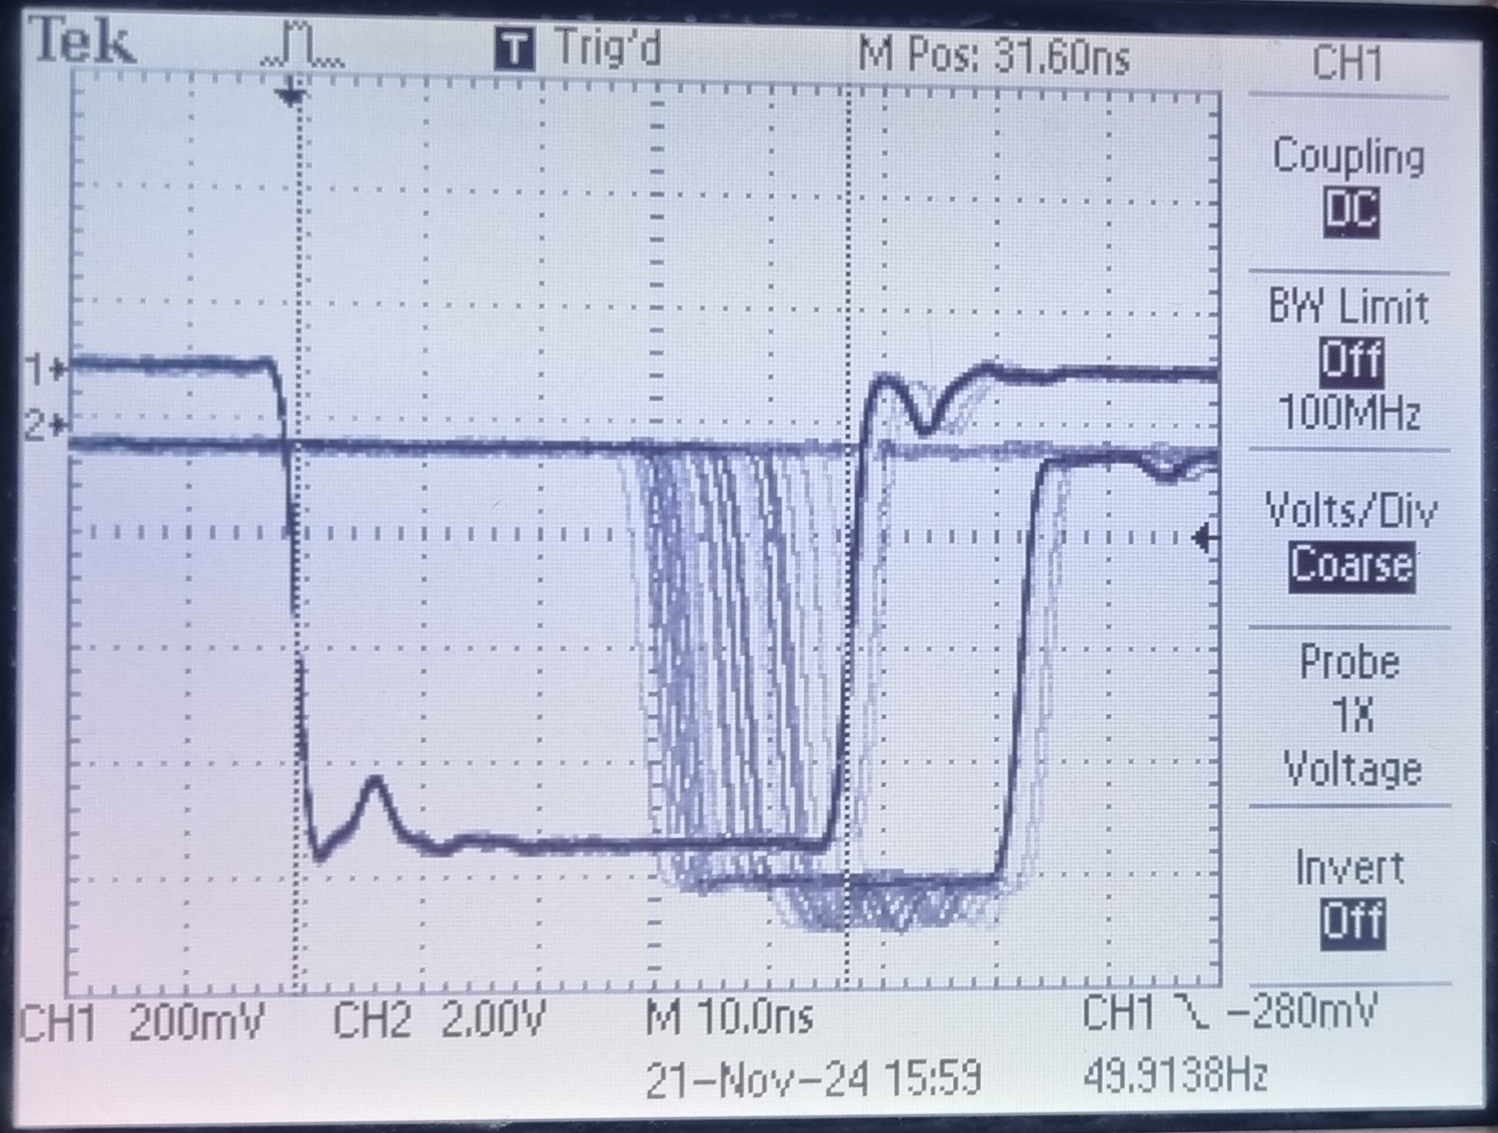 Tek T Trig'd M Pos: 31.60ns CH1
Coupling
DC
BW Limit
Off
100MHz
Volts/Div
Coarse
Probe
1X
Voltage
Invert
Off
1
2
CH1 200mV CH2 2.00V M 10.0ns CH1 -280mV
21-Nov-24 15:59 49.9138Hz